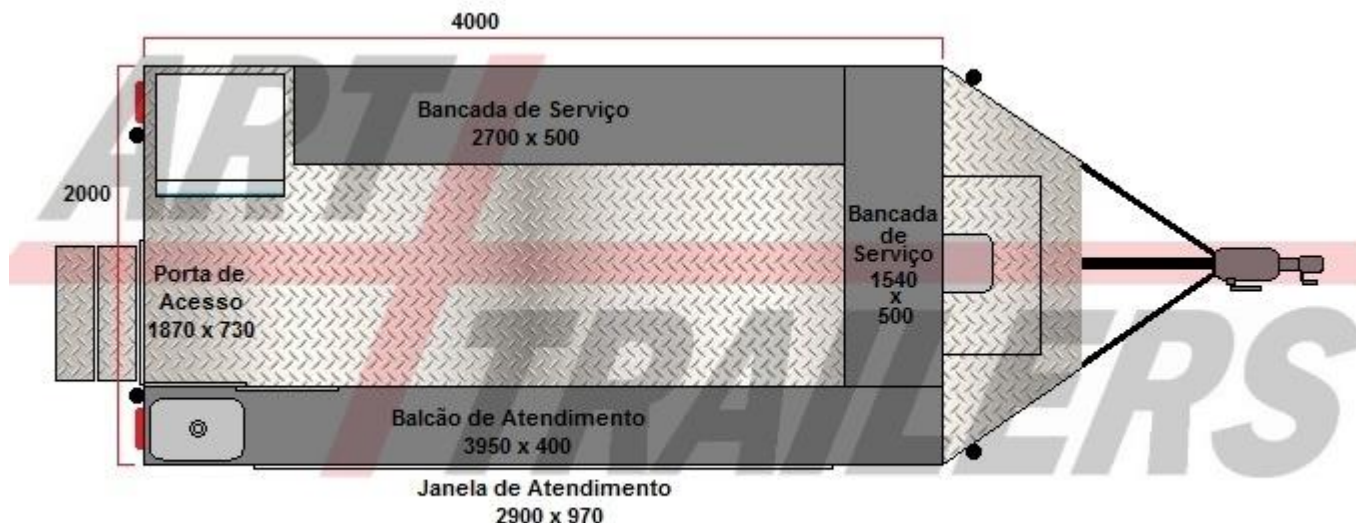 4000
Bancada de Serviço
2700 x 500
2000
Bancada
de
Serviço
1540
x
500
Porta de
Acesso
1870 x 730
Balcão de Atendimento
3950 x 400
Janela de Atendimento
2900 x 970
ART
TRAILERS